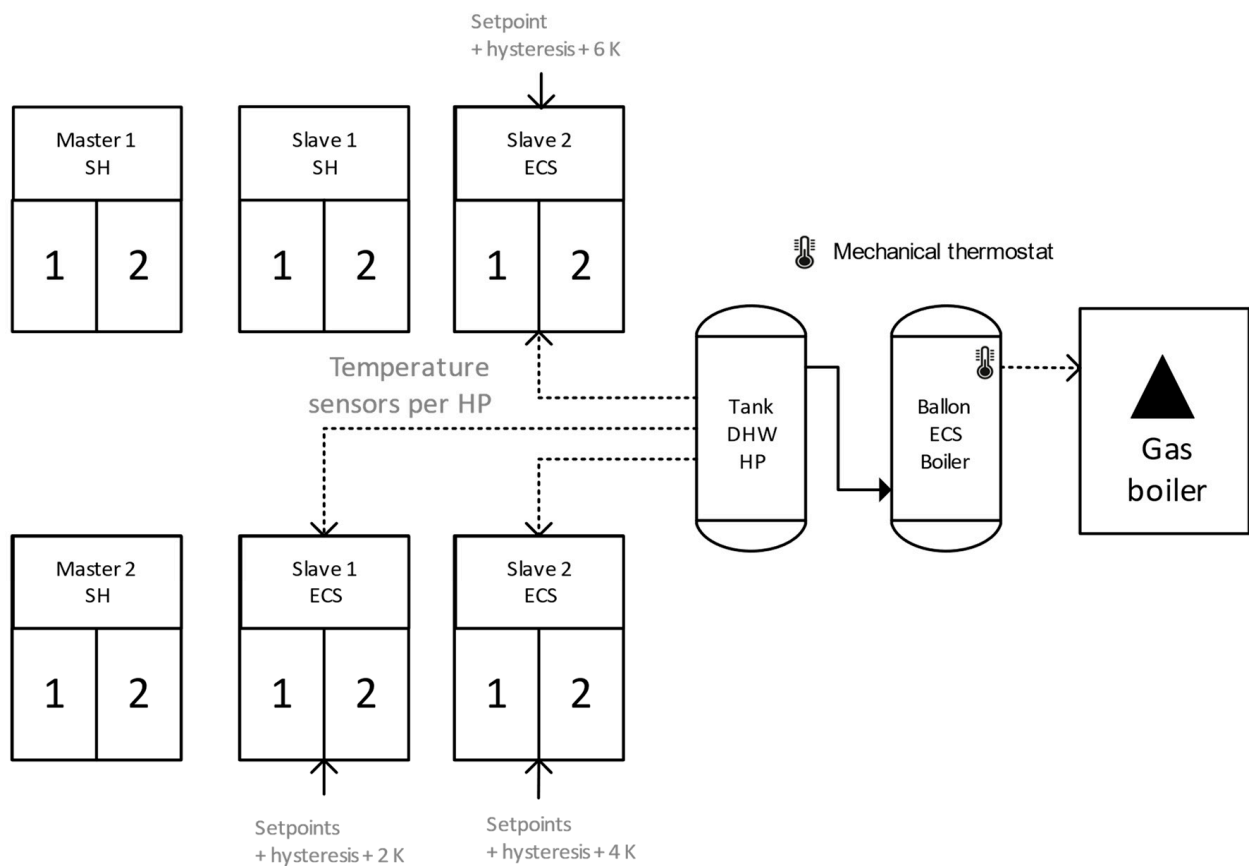 Setpoint
+ hysteresis + 6 K
Master 1
SH
1
2
Slave 1
SH
1
2
Slave 2
ECS
1
2
Mechanical thermostat
Temperature
sensors per HP
Tank
DHW
HP
Ballon
ECS
Boiler
Gas
boiler
Master 2
SH
1
2
Slave 1
ECS
1
2
Slave 2
ECS
1
2
Setpoints
+ hysteresis + 2 K
Setpoints
+ hysteresis + 4 K